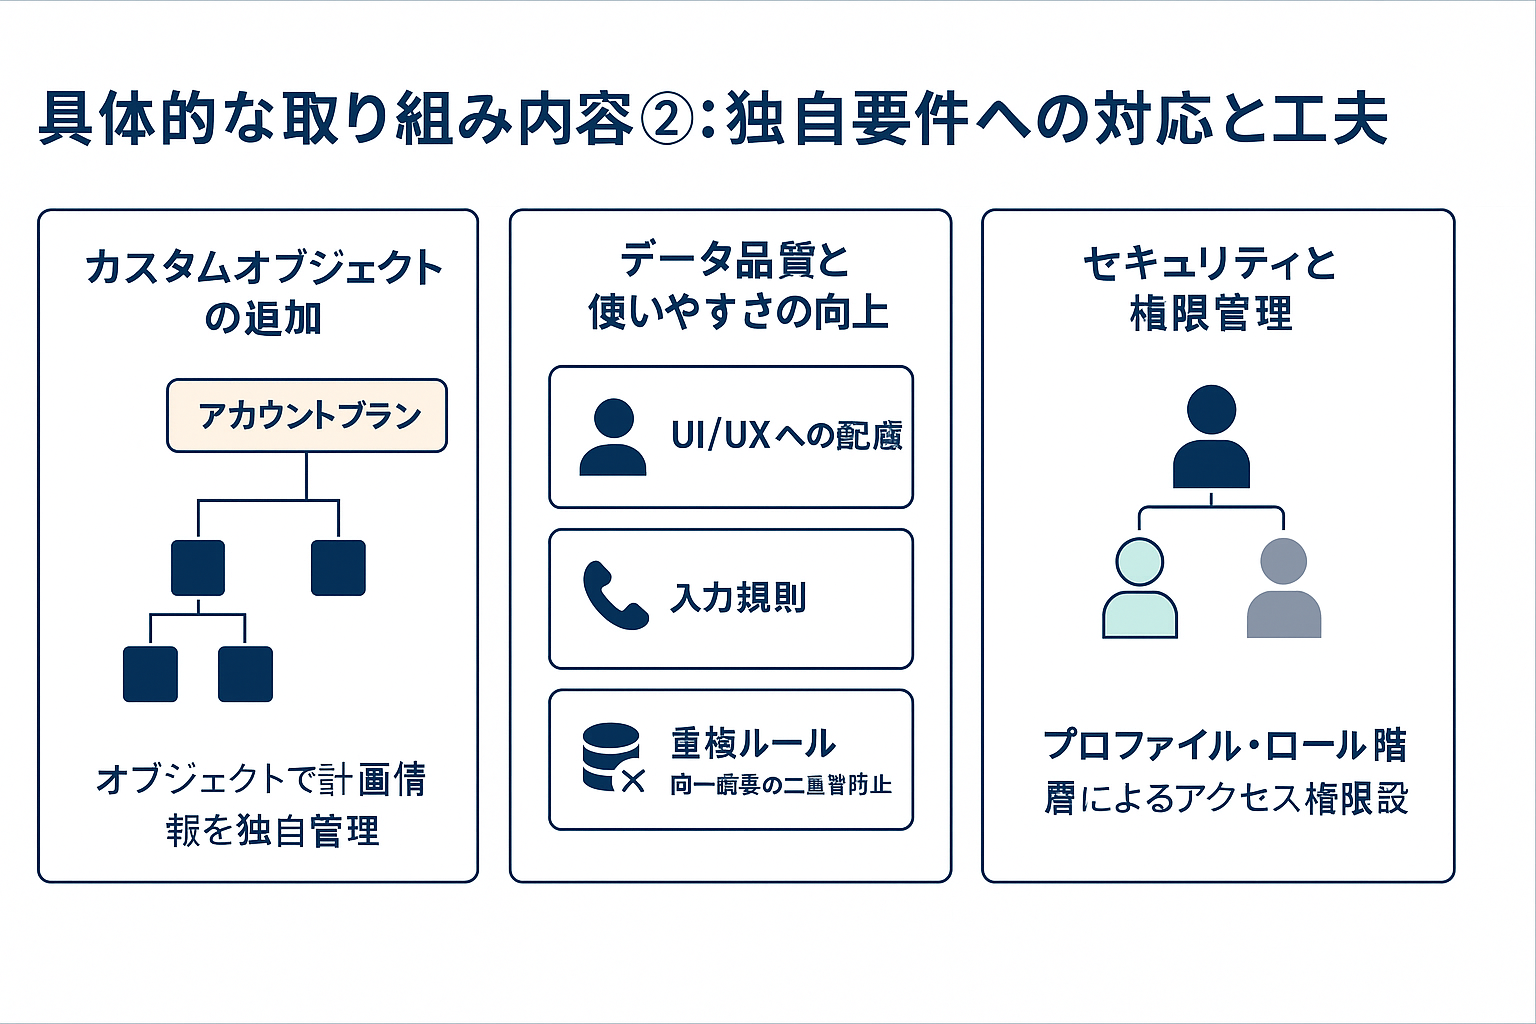 具体的な取り組み内容②：独自要件への対応と工夫
カスタムオブジェクト
の追加
アカウントブラン
オブジェクトで計画情
報を独自管理
データ品質と
使いやすさの向上
UI/UXへの配慮
入力規則
重複ルール
の二重防止
セキュリティと
権限管理
プロファイル・ロール階
層によるアクセス権限設